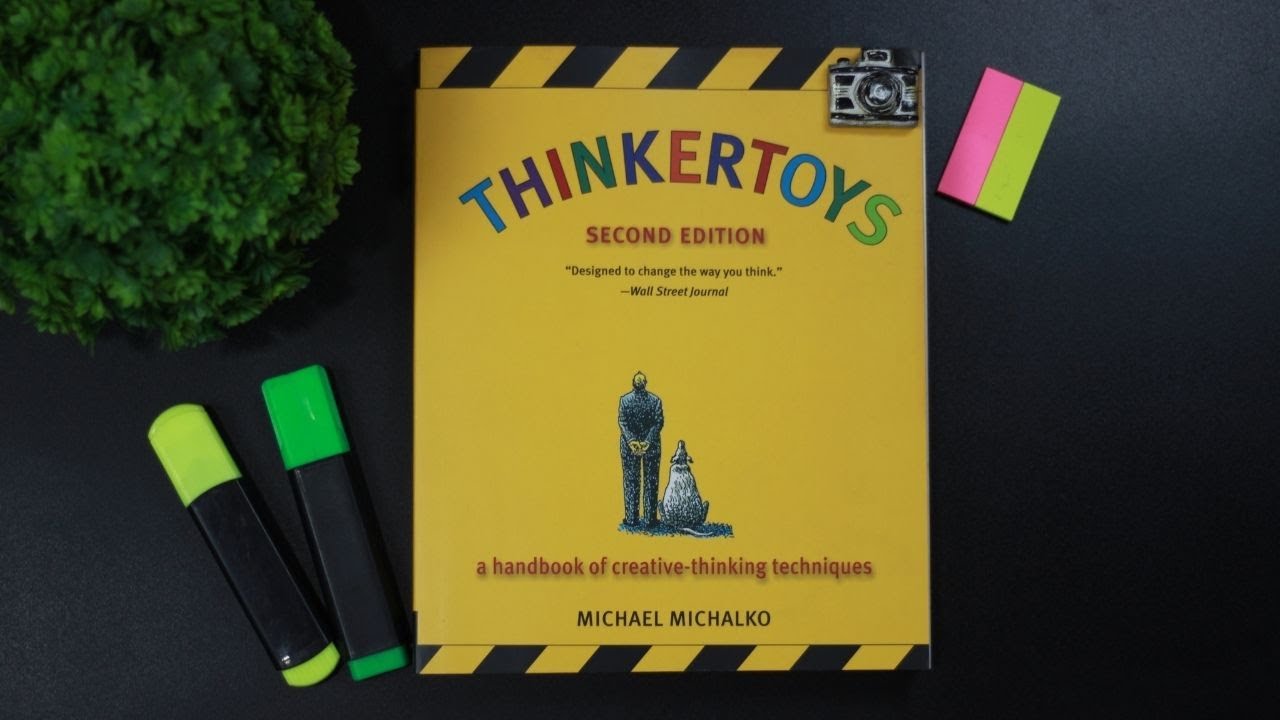 THINKERTOYS
SECOND EDITION
“Designed to change the way you think.”
—Wall Street Journal
a handbook of creative-thinking techniques
MICHAEL MICHALKO